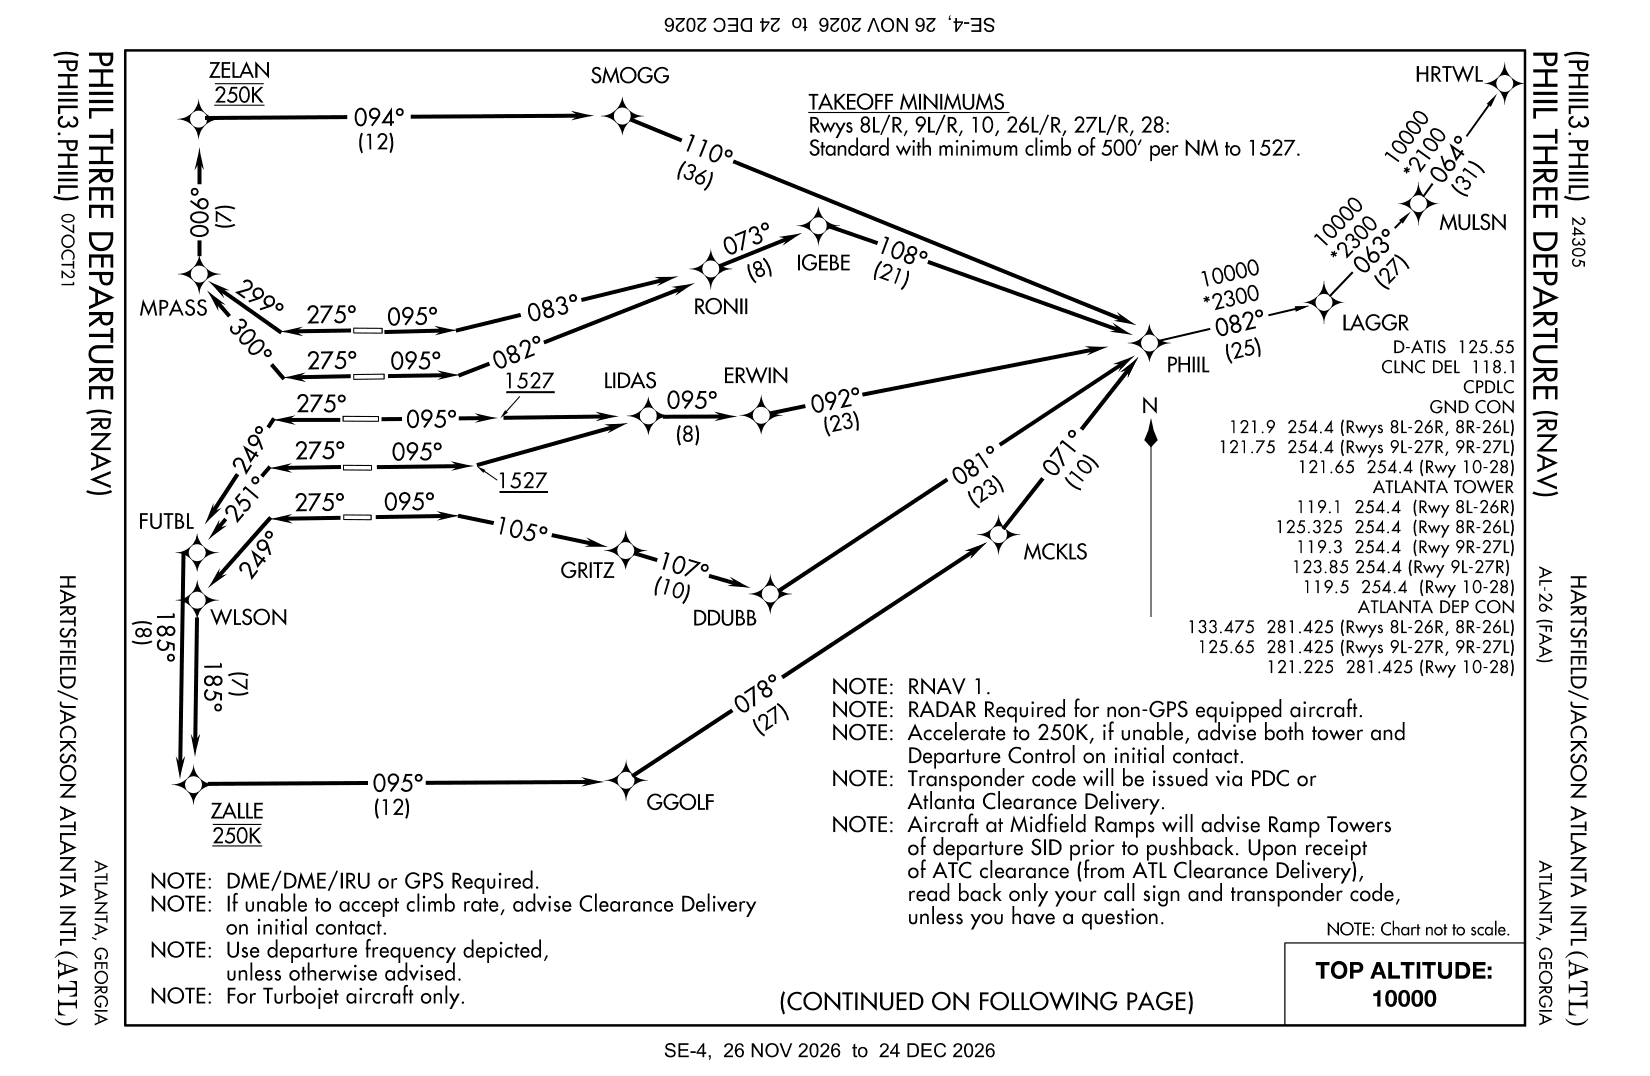 SE-4, 26 NOV 2026 to 24 DEC 2026
(PHIIL3.PHIIL) 07OCT21
PHIIL THREE DEPARTURE (RNAV)
HARTSFIELD/JACKSON ATLANTA INTL (ATL)
ATLANTA, GEORGIA
ZELAN
250K
094°
(12)
SMOGG
110°
(36)
TAKEOFF MINIMUMS
Rwys 8L/R, 9L/R, 10, 26L/R, 27L/R, 28:
Standard with minimum climb of 500' per NM to 1527.
HRTWL
10000
*2100
064°
(31)
MULSN
10000
*2300
063°
(27)
LAGGR
10000
*2300
082°
(25)
PHIIL
006°
(7)
MPASS
299°
275°
095°
083°
300°
275°
095°
082°
RONII
073°
(8)
IGEBE
108°
(21)
275°
095°
1527
LIDAS
095°
(8)
ERWIN
092°
(23)
249°
275°
095°
1527
251°
FUTBL
275°
095°
105°
249°
GRITZ
107°
(10)
DDUBB
081°
(23)
071°
(10)
MCKLS
N
WLSON
185°
(8)
185°
(7)
ZALLE
250K
095°
(12)
GGOLF
078°
(27)
D-ATIS 125.55
CLNC DEL 118.1
CPDLC
GND CON
121.9 254.4 (Rwys 8L-26R, 8R-26L)
121.75 254.4 (Rwys 9L-27R, 9R-27L)
121.65 254.4 (Rwy 10-28)
ATLANTA TOWER
119.1 254.4 (Rwy 8L-26R)
125.325 254.4 (Rwy 8R-26L)
119.3 254.4 (Rwy 9R-27L)
123.85 254.4 (Rwy 9L-27R)
119.5 254.4 (Rwy 10-28)
ATLANTA DEP CON
133.475 281.425 (Rwys 8L-26R, 8R-26L)
125.65 281.425 (Rwys 9L-27R, 9R-27L)
121.225 281.425 (Rwy 10-28)
NOTE: RNAV 1.
NOTE: RADAR Required for non-GPS equipped aircraft.
NOTE: Accelerate to 250K, if unable, advise both tower and
Departure Control on initial contact.
NOTE: Transponder code will be issued via PDC or
Atlanta Clearance Delivery.
NOTE: Aircraft at Midfield Ramps will advise Ramp Towers
of departure SID prior to pushback. Upon receipt
of ATC clearance (from ATL Clearance Delivery),
read back only your call sign and transponder code,
unless you have a question.
NOTE: DME/DME/IRU or GPS Required.
NOTE: If unable to accept climb rate, advise Clearance Delivery
on initial contact.
NOTE: Use departure frequency depicted,
unless otherwise advised.
NOTE: For Turbojet aircraft only.
NOTE: Chart not to scale.
TOP ALTITUDE:
10000
(CONTINUED ON FOLLOWING PAGE)
PHIIL THREE DEPARTURE (RNAV)
(PHIIL3.PHIIL) 24305
AL-26 (FAA)
HARTSFIELD/JACKSON ATLANTA INTL (ATL)
ATLANTA, GEORGIA
SE-4, 26 NOV 2026 to 24 DEC 2026